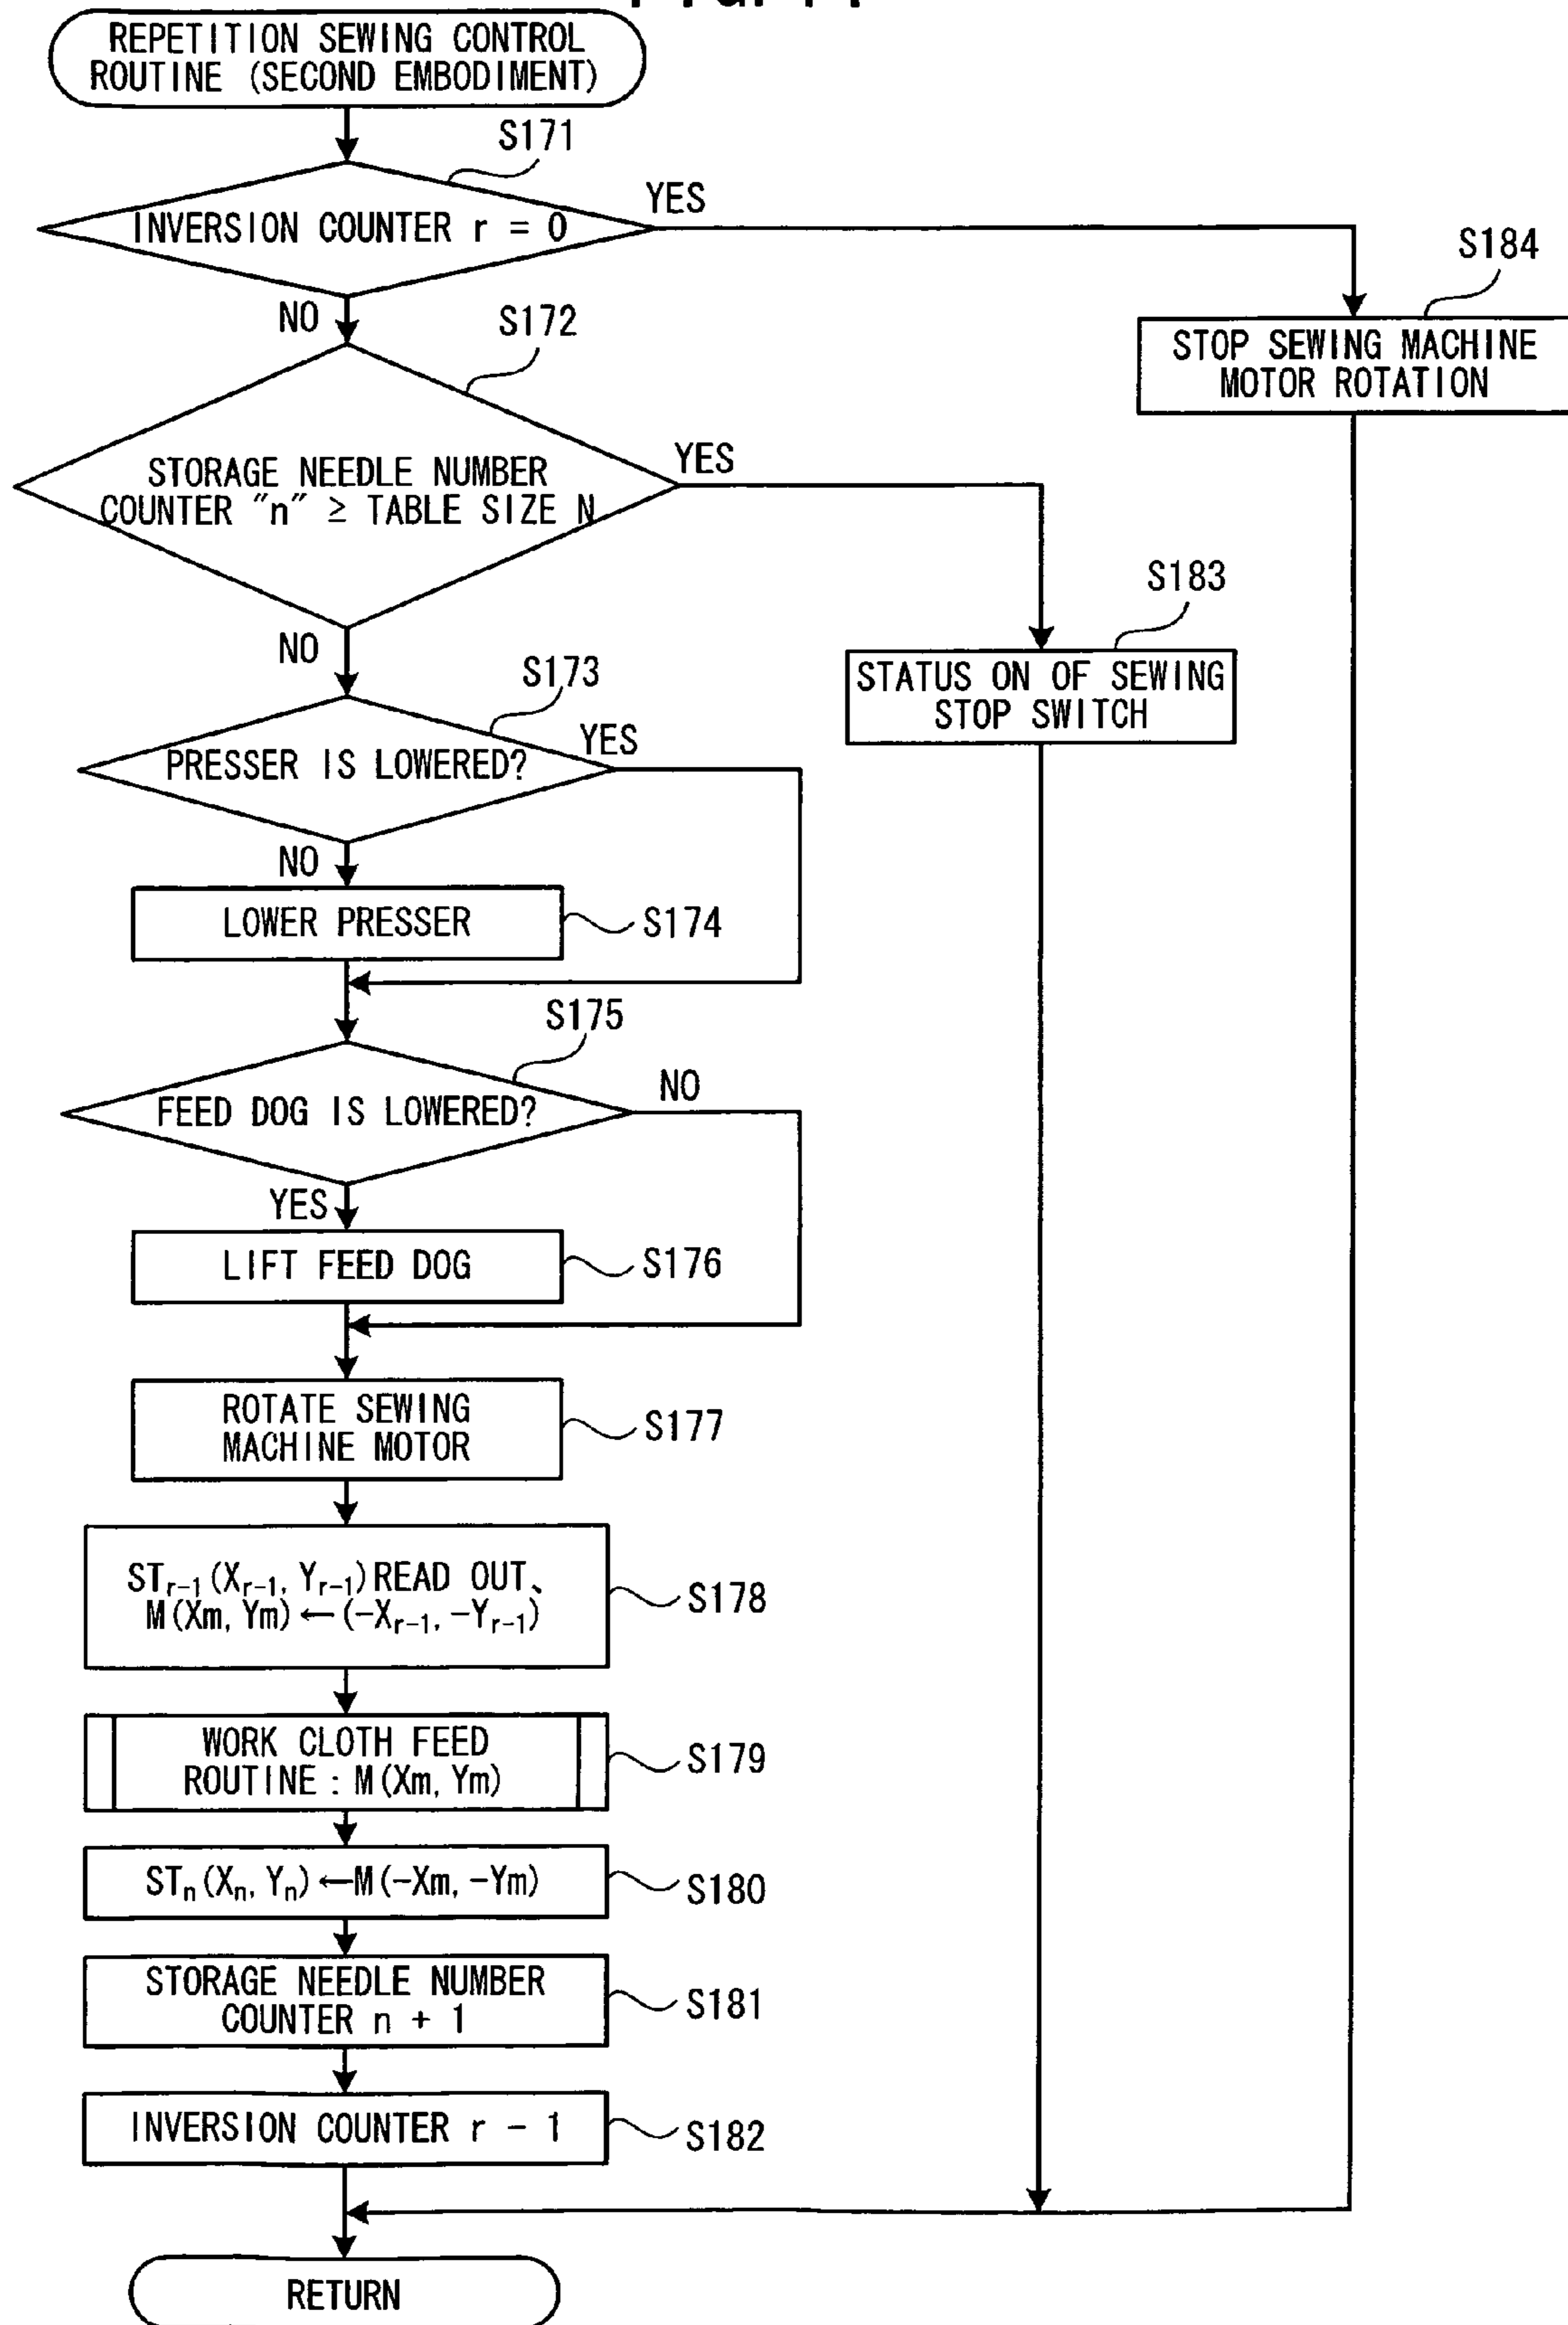 REPETITION SEWING CONTROL
ROUTINE (SECOND EMBODIMENT)
S171
INVERSION COUNTER r = 0
YES
S184
STOP SEWING MACHINE
MOTOR ROTATION
NO
S172
STORAGE NEEDLE NUMBER
COUNTER "n" ≥ TABLE SIZE N
YES
S183
STATUS ON OF SEWING
STOP SWITCH
NO
S173
PRESSER IS LOWERED?
YES
NO
LOWER PRESSER
S174
S175
FEED DOG IS LOWERED?
NO
YES
LIFT FEED DOG
S176
ROTATE SEWING
MACHINE MOTOR
S177
STr-1(Xr-1, Yr-1) READ OUT、
M(Xm, Ym) ← (-Xr-1, -Yr-1)
S178
WORK CLOTH FEED
ROUTINE : M(Xm, Ym)
S179
STn(Xn, Yn) ← M(-Xm, -Ym)
S180
STORAGE NEEDLE NUMBER
COUNTER n + 1
S181
INVERSION COUNTER r - 1
S182
RETURN